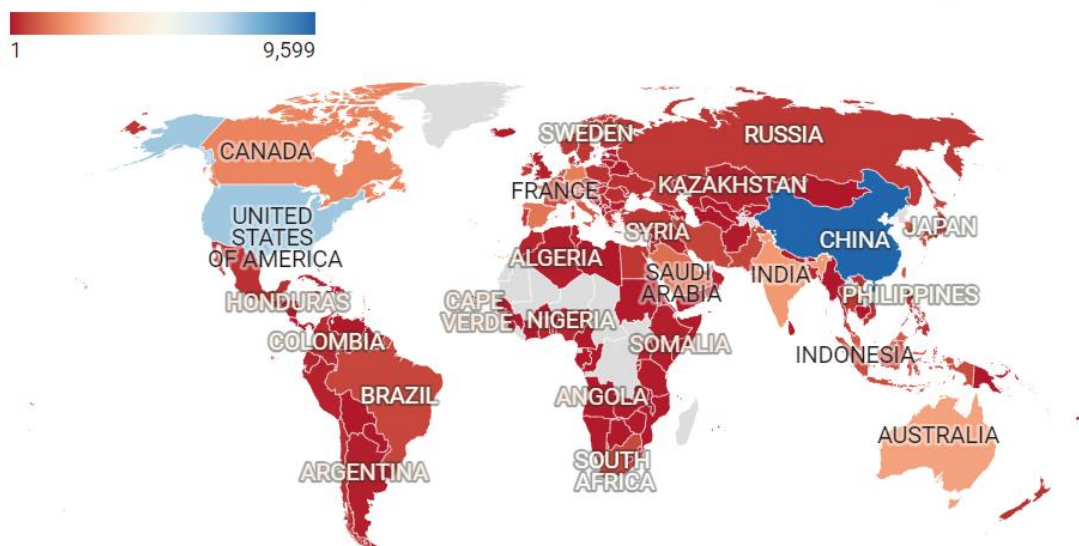 1 9,599
SWEDEN
RUSSIA
CANADA
FRANCE
KAZAKHSTAN
UNITED
STATES
OF AMERICA
SYRIA
CHINA
JAPAN
ALGERIA
SAUDI
ARABIA
INDIA
HONDURAS
CAPE
VERDE
NIGERIA
PHILIPPINES
COLOMBIA
SOMALIA
INDONESIA
BRAZIL
ANGOLA
AUSTRALIA
ARGENTINA
SOUTH
AFRICA